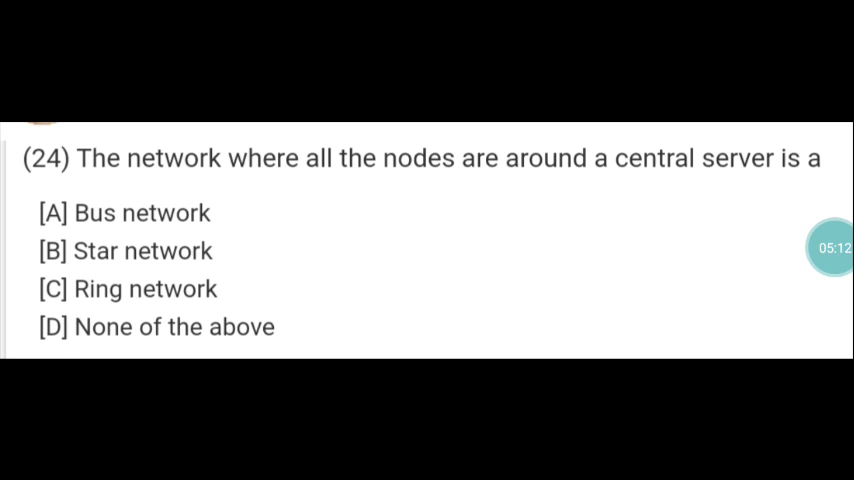 (24) The network where all the nodes are around a central server is a
[A] Bus network
[B] Star network
05:12
[C] Ring network
[D] None of the above